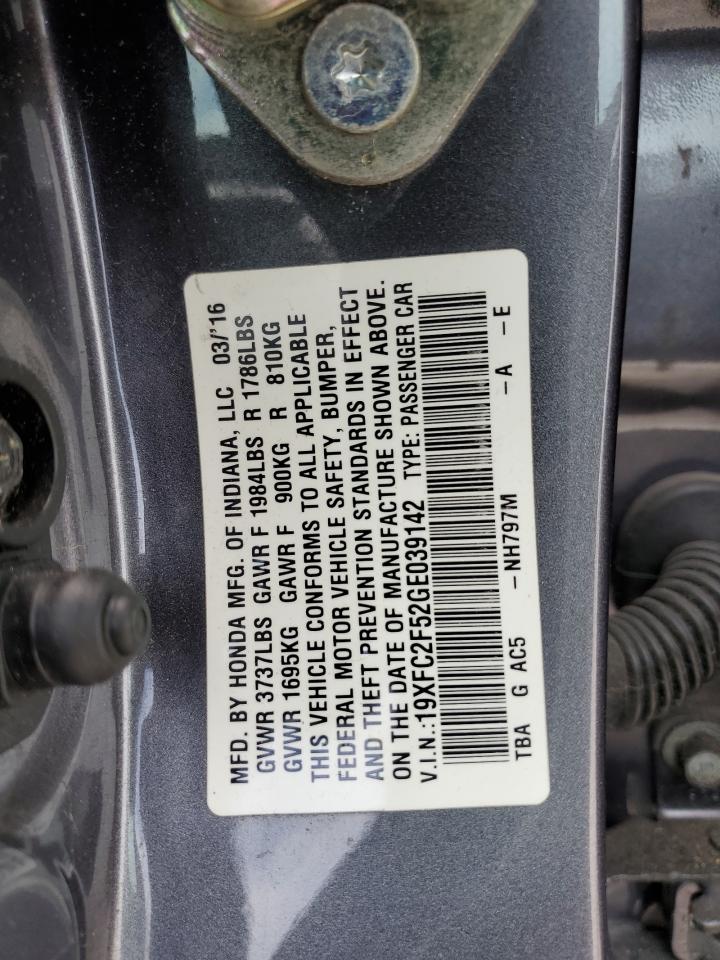 MFD. BY HONDA MFG. OF INDIANA, LLC 03/'16
GVWR 3737LBS GAWR F 1984LBS R 1786LBS
GVWR 1695KG GAWR F 900KG R 810KG
THIS VEHICLE CONFORMS TO ALL APPLICABLE
FEDERAL MOTOR VEHICLE SAFETY, BUMPER,
AND THEFT PREVENTION STANDARDS IN EFFECT
ON THE DATE OF MANUFACTURE SHOWN ABOVE.
V.I.N.:19XFC2F52GE039142 TYPE: PASSENGER CAR
TBA G AC5 –NH797M –A –E